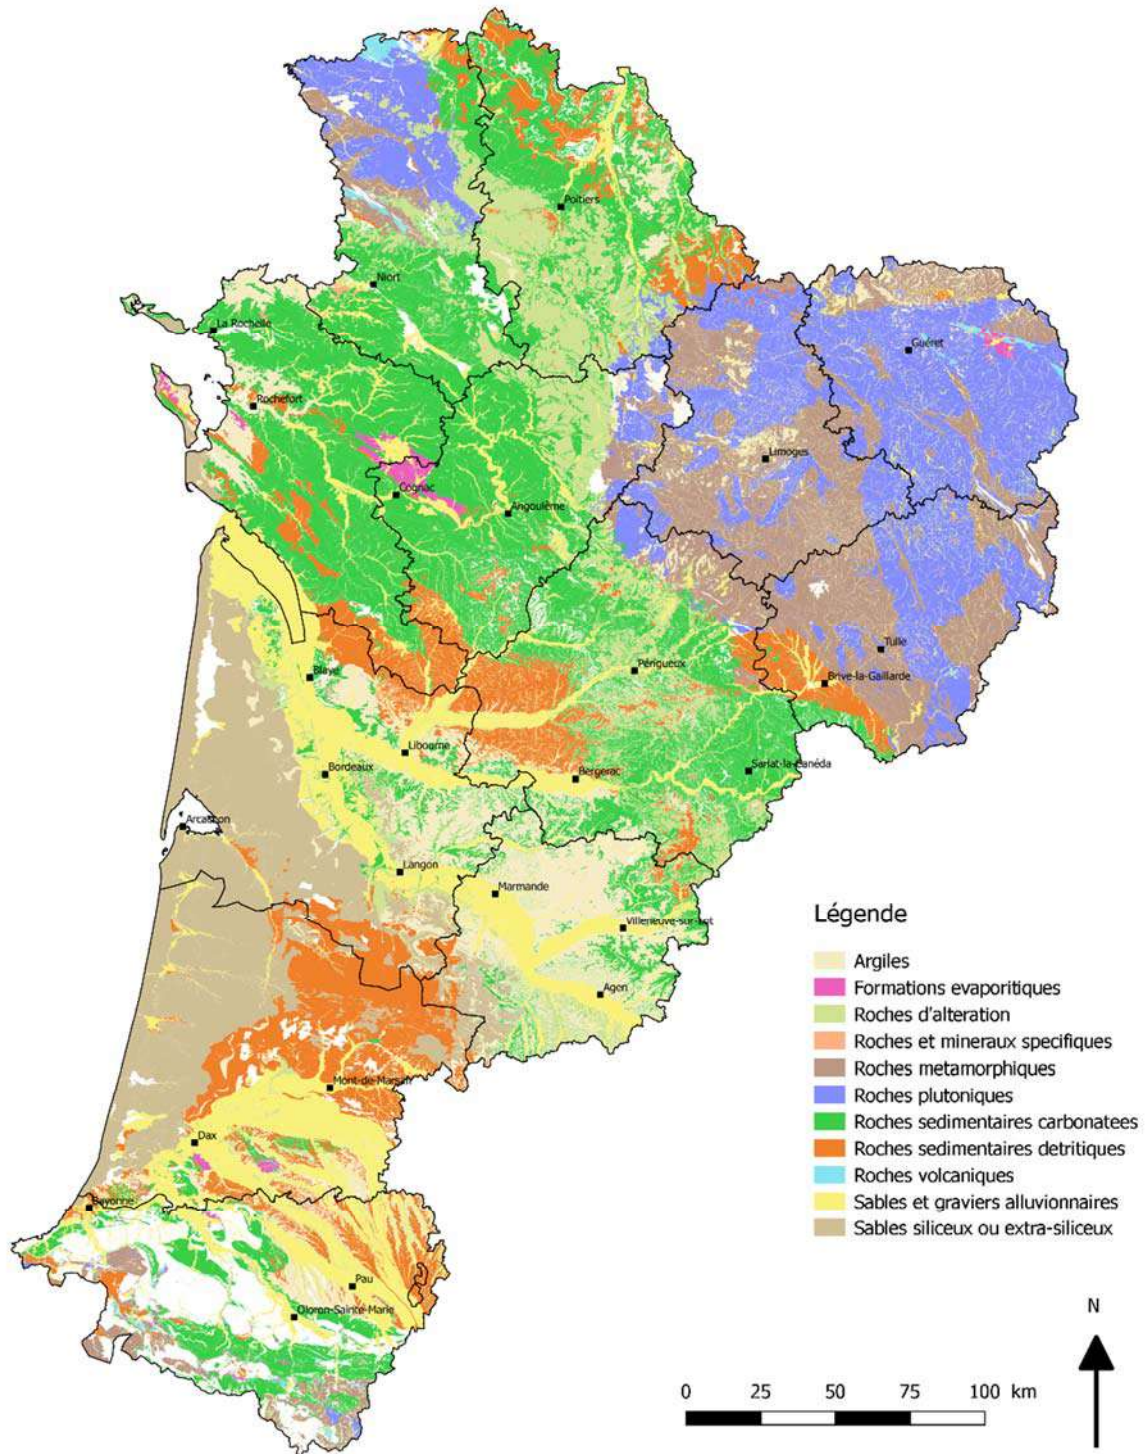 Poitiers
Niort
La Rochelle
Guéret
Rochefort
Limoges
Cognac
Angoulême
Tulle
Périgueux
Blaye
Brive-la-Gaillarde
Libourne
Bordeaux
Bergerac
Sarlat-la-Canéda
Arcachon
Langon
Marmande
Villeneuve-sur-Lot
Agen
Mont-de-Marsan
Dax
Bayonne
Pau
Oloron-Sainte-Marie
Légende
Argiles
Formations evaporitiques
Roches d'alteration
Roches et mineraux specifiques
Roches metamorphiques
Roches plutoniques
Roches sedimentaires carbonatees
Roches sedimentaires detritiques
Roches volcaniques
Sables et graviers alluvionnaires
Sables siliceux ou extra-siliceux
N
0 25 50 75 100 km